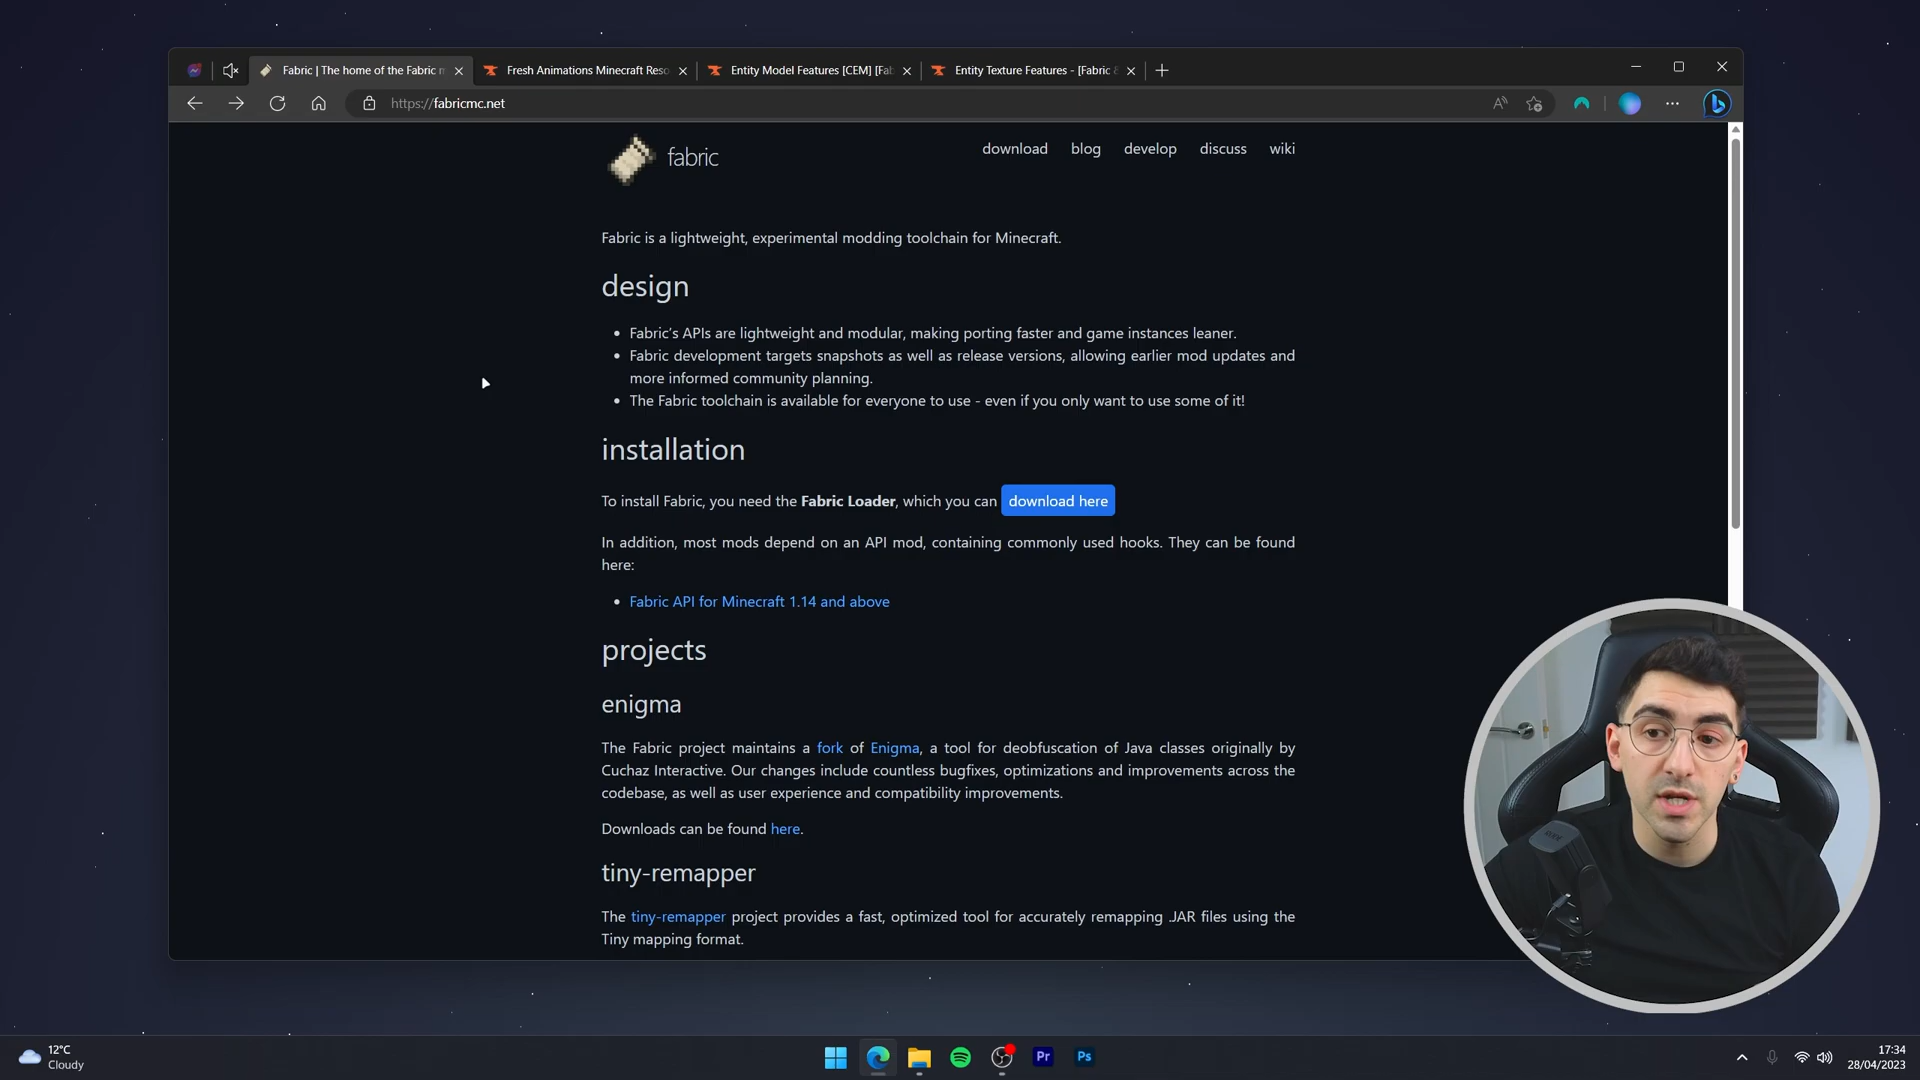 Fabric | The home of the Fabric m
Fresh Animations Minecraft Reso
Entity Model Features [CEM] [Fab
Entity Texture Features - [Fabric &
https://fabricmc.net
fabric
download
blog
develop
discuss
wiki
Fabric is a lightweight, experimental modding toolchain for Minecraft.
design
• Fabric’s APIs are lightweight and modular, making porting faster and game instances leaner.
• Fabric development targets snapshots as well as release versions, allowing earlier mod updates and
more informed community planning.
• The Fabric toolchain is available for everyone to use - even if you only want to use some of it!
installation
To install Fabric, you need the Fabric Loader, which you can download here
In addition, most mods depend on an API mod, containing commonly used hooks. They can be found
here:
• Fabric API for Minecraft 1.14 and above
projects
enigma
The Fabric project maintains a fork of Enigma, a tool for deobfuscation of Java classes originally by
Cuchaz Interactive. Our changes include countless bugfixes, optimizations and improvements across the
codebase, as well as user experience and compatibility improvements.
Downloads can be found here.
tiny-remapper
The tiny-remapper project provides a fast, optimized tool for accurately remapping .JAR files using the
Tiny mapping format.
RØDE
12°C
Cloudy
Pr
Ps
17:34
28/04/2023